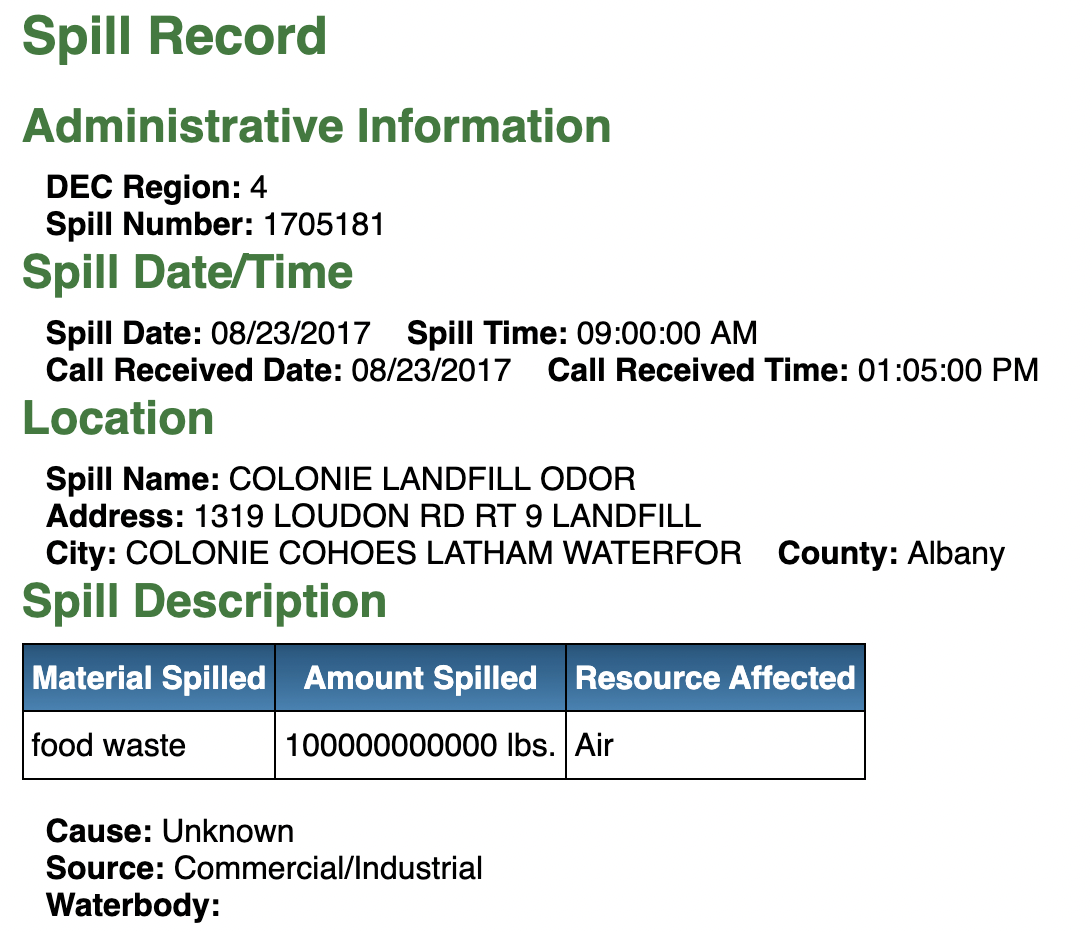 Spill Record
Administrative Information
DEC Region: 4
Spill Number: 1705181
Spill Date/Time
Spill Date: 08/23/2017 Spill Time: 09:00:00 AM
Call Received Date: 08/23/2017 Call Received Time: 01:05:00 PM
Location
Spill Name: COLONIE LANDFILL ODOR
Address: 1319 LOUDON RD RT 9 LANDFILL
City: COLONIE COHOES LATHAM WATERFOR County: Albany
Spill Description
Material Spilled Amount Spilled Resource Affected
food waste 100000000000 lbs. Air
Cause: Unknown
Source: Commercial/Industrial
Waterbody: